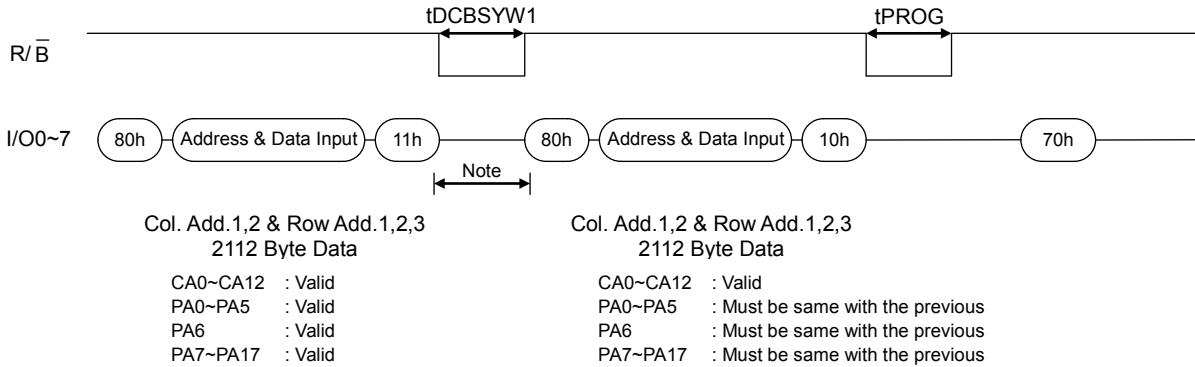 tDCBSYW1 tPROG
R/B̅
I/O0~7 80h Address & Data Input 11h 80h Address & Data Input 10h 70h
Note
Col. Add.1,2 & Row Add.1,2,3 Col. Add.1,2 & Row Add.1,2,3
2112 Byte Data 2112 Byte Data
CA0~CA12 : Valid CA0~CA12 : Valid
PA0~PA5 : Valid PA0~PA5 : Must be same with the previous
PA6 : Valid PA6 : Must be same with the previous
PA7~PA17 : Valid PA7~PA17 : Must be same with the previous